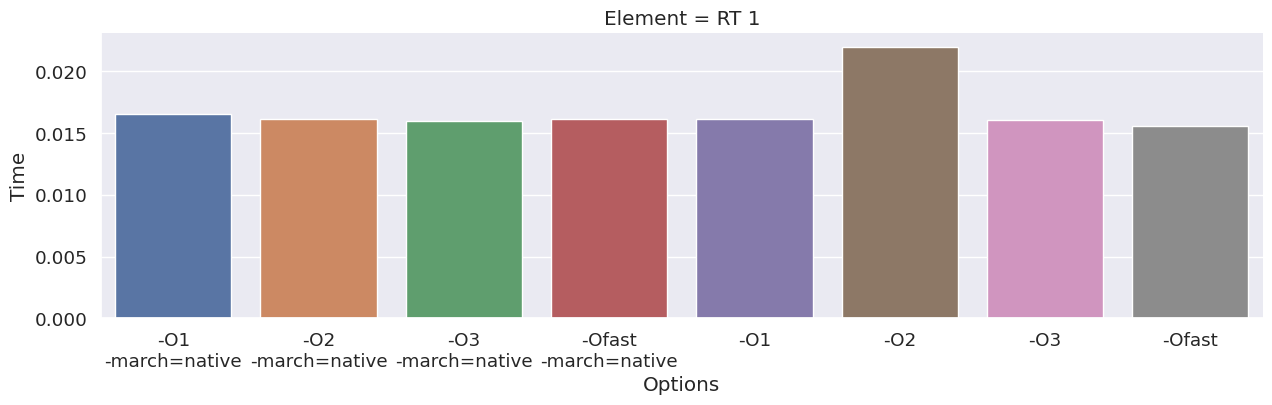 Element = RT 1
Time
0.020
0.015
0.010
0.005
0.000
-O1 -O2 -O3 -Ofast -O1 -O2 -O3 -Ofast
-march=native -march=native -march=native -march=native
Options